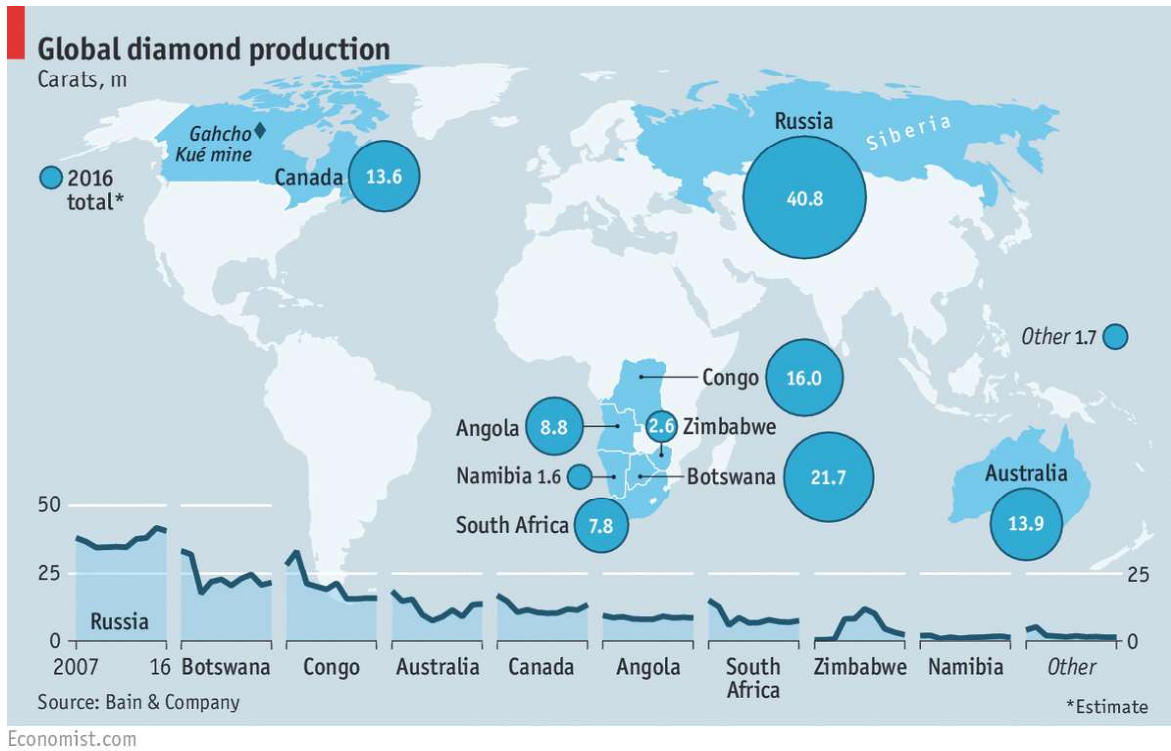 Global diamond production
Carats, m
Gahcho
Kué mine
2016
total*
Canada 13.6
Russia
Siberia
40.8
Other 1.7
Congo 16.0
Angola 8.8
2.6 Zimbabwe
Namibia 1.6
Botswana 21.7
South Africa 7.8
Australia
13.9
50
25
25
Russia
0
0
2007 16 Botswana Congo Australia Canada Angola South Zimbabwe Namibia Other
Africa
Source: Bain & Company
*Estimate
Economist.com